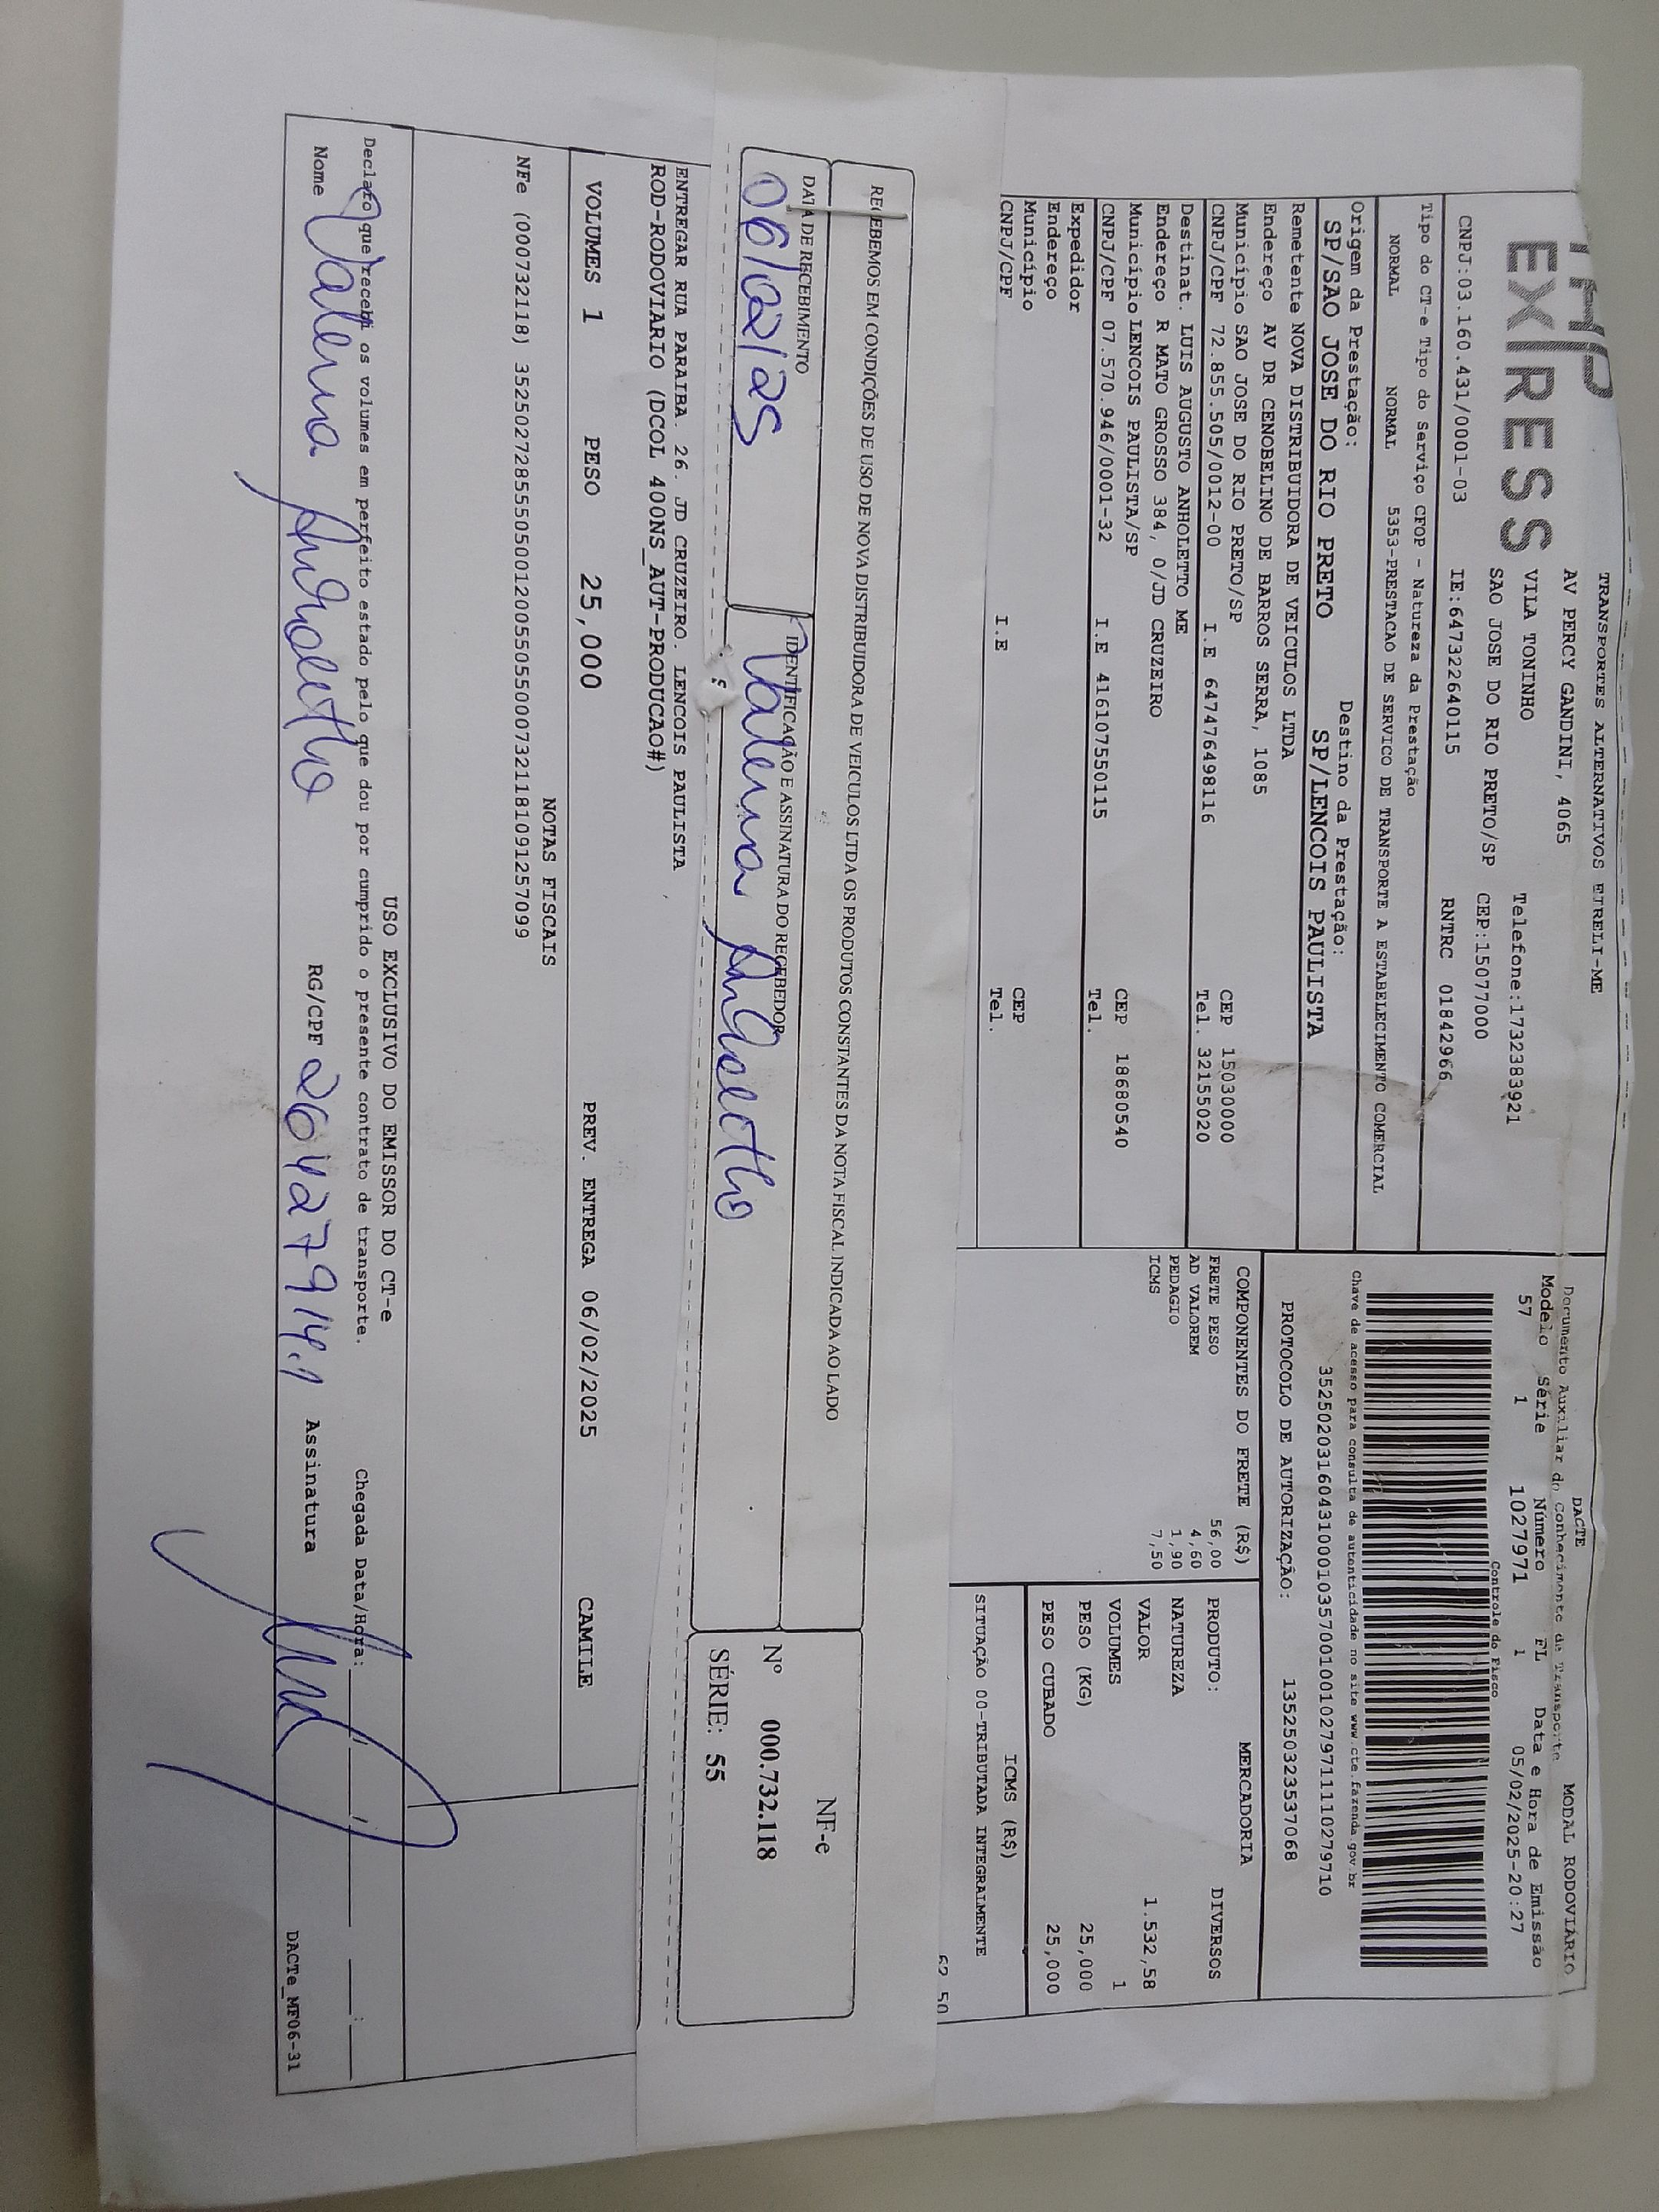 TRANSPORTES ALTERNATIVOS EIRELI-ME
AV PERCY GANDINI, 4065
EXPRESS
VILA TONINHO Telefone:1732383921
SAO JOSE DO RIO PRETO/SP CEP:15077000
CNPJ:03.160.431/0001-03 IE:647322640115 RNTRC 01842966
Tipo do CT-e Tipo do Serviço CFOP - Natureza da Prestação
NORMAL NORMAL 5353-PRESTACAO DE SERVICO DE TRANSPORTE A ESTABELECIMENTO COMERCIAL
Origem da Prestação: Destino da Prestação:
SP/SAO JOSE DO RIO PRETO SP/LENCOIS PAULISTA
Remetente NOVA DISTRIBUIDORA DE VEICULOS LTDA
Endereço AV DR CENOBELINO DE BARROS SERRA, 1085
Município SAO JOSE DO RIO PRETO/SP CEP 15030000
CNPJ/CPF 72.855.505/0012-00 I.E 647476498116 Tel. 32155020
Destinat. LUIS AUGUSTO ANHOLETTO ME
Endereço R MATO GROSSO 384, 0/JD CRUZEIRO
Município LENCOIS PAULISTA/SP CEP 18680540
CNPJ/CPF 07.570.946/0001-32 I.E 416107550115 Tel.
Expedidor
Endereço
Município CEP
CNPJ/CPF I.E Tel.
DACTE MODAL RODOVIÁRIO
Documento Auxiliar do Conhecimento de Transporte
Modelo Série Número FL Data e Hora de Emissão
57 1 1027971 1 05/02/2025-20:27
Controle do Fisco
Chave de acesso para consulta de autenticidade no site www.cte.fazenda.gov.br
35250203160431000103570010010279711110279710
PROTOCOLO DE AUTORIZAÇÃO: 135250323537068
COMPONENTES DO FRETE (R$)
FRETE PESO 56,00
AD VALOREM 4,60
PEDAGIO 1,90
ICMS 7,50
MERCADORIA
PRODUTO: DIVERSOS
NATUREZA
VALOR 1.532,58
VOLUMES 1
PESO (KG) 25,000
PESO CUBADO 25,000
ICMS (R$)
SITUAÇÃO 00-TRIBUTADA INTEGRALMENTE
RECEBEMOS EM CONDIÇÕES DE USO DE NOVA DISTRIBUIDORA DE VEICULOS LTDA OS PRODUTOS CONSTANTES DA NOTA FISCAL INDICADA AO LADO
DATA DE RECEBIMENTO IDENTIFICAÇÃO E ASSINATURA DO RECEBEDOR
06/02/25 Valeria Anholetto
NF-e
Nº 000.732.118
SÉRIE: 55
ENTREGAR RUA PARAIBA. 26. JD CRUZEIRO. LENCOIS PAULISTA
ROD-RODOVIARIO (DCOL 400NS_AUT-PRODUCAO#)
VOLUMES 1 PESO 25,000 PREV. ENTREGA 06/02/2025 CAMILE
NOTAS FISCAIS
NFe (000732118) 35250272855505001200550550007321181091257099
USO EXCLUSIVO DO EMISSOR DO CT-e
Declaro que recebi os volumes em perfeito estado pelo que dou por cumprido o presente contrato de transporte. Chegada Data/Hora:
Nome Valeria Anholetto RG/CPF 26427914.1 Assinatura
DACTe_MF06-31